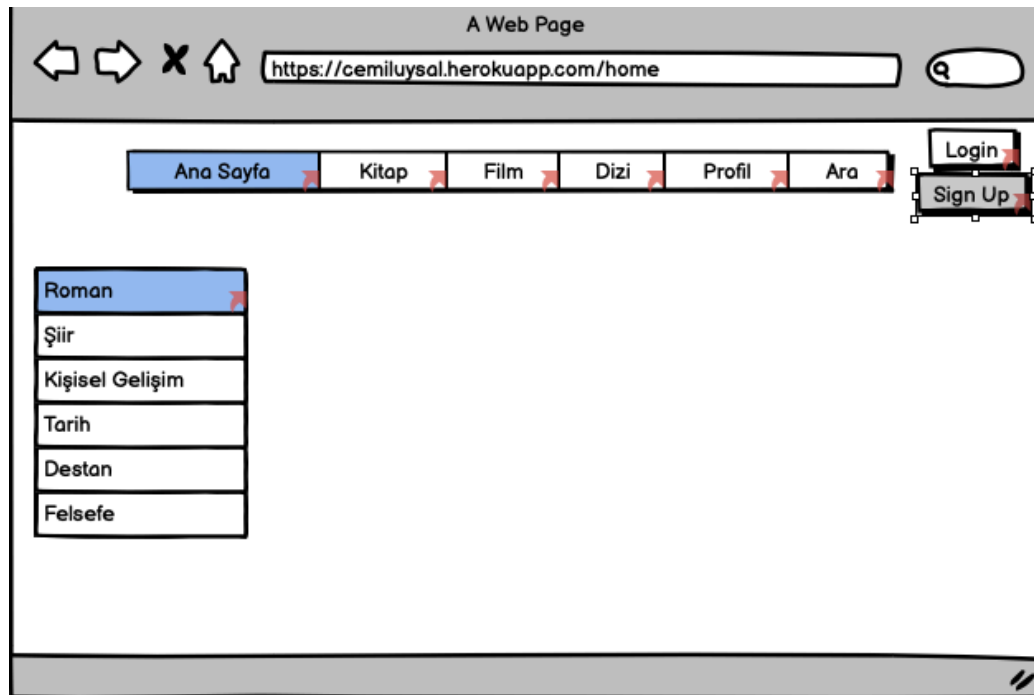 A Web Page
https://cemiluysal.herokuapp.com/home
Login
Ana Sayfa Kitap Film Dizi Profil Ara
Sign Up
Roman
Şiir
Kişisel Gelişim
Tarih
Destan
Felsefe